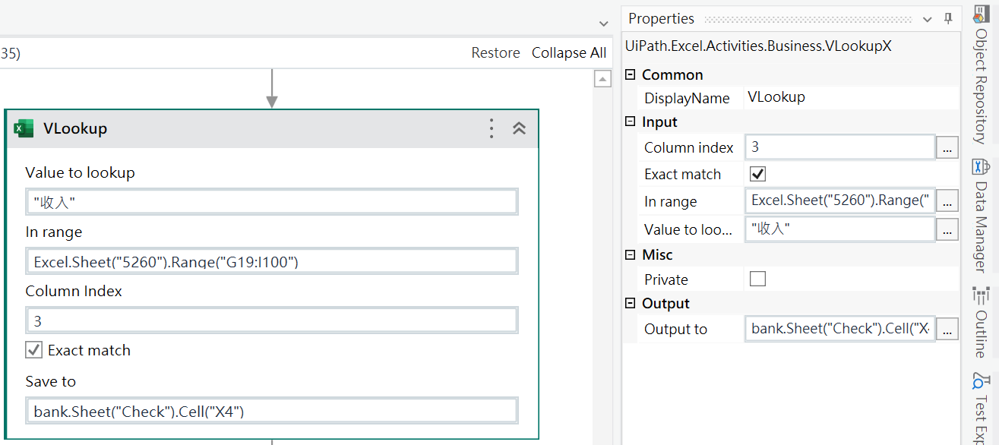 35)
Restore
Collapse All
VLookup
Value to lookup
"收入"
In range
Excel.Sheet("5260").Range("G19:I100")
Column Index
3
Exact match
Save to
bank.Sheet("Check").Cell("X4")
Properties
UiPath.Excel.Activities.Business.VLookupX
Common
DisplayName VLookup
Input
Column index 3 ...
Exact match
In range Excel.Sheet("5260").Range(" ...
Value to loo... "收入" ...
Misc
Private
Output
Output to bank.Sheet("Check").Cell("X ...
Object Repository
Data Manager
Outline
Test Exp